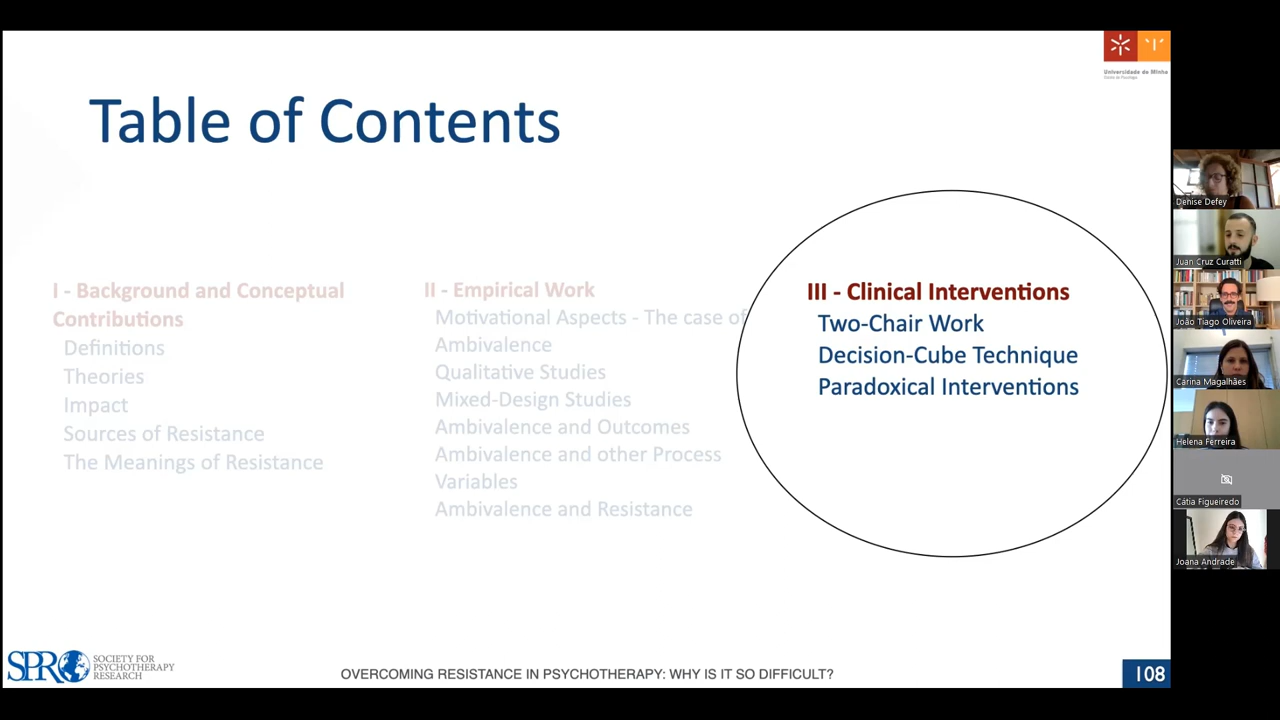 Universidade do Minho
Table of Contents
I - Background and Conceptual
Contributions
Definitions
Theories
Impact
Sources of Resistance
The Meanings of Resistance
II - Empirical Work
Motivational Aspects - The case of
Ambivalence
Qualitative Studies
Mixed-Design Studies
Ambivalence and Outcomes
Ambivalence and other Process
Variables
Ambivalence and Resistance
III - Clinical Interventions
Two-Chair Work
Decision-Cube Technique
Paradoxical Interventions
SPR
SOCIETY FOR
PSYCHOTHERAPY
RESEARCH
OVERCOMING RESISTANCE IN PSYCHOTHERAPY: WHY IS IT SO DIFFICULT?
108
Denise Defey
Juan Cruz Curatti
João Tiago Oliveira
Carina Magalhães
Helena Ferreira
Cátia Figueiredo
Joana Andrade